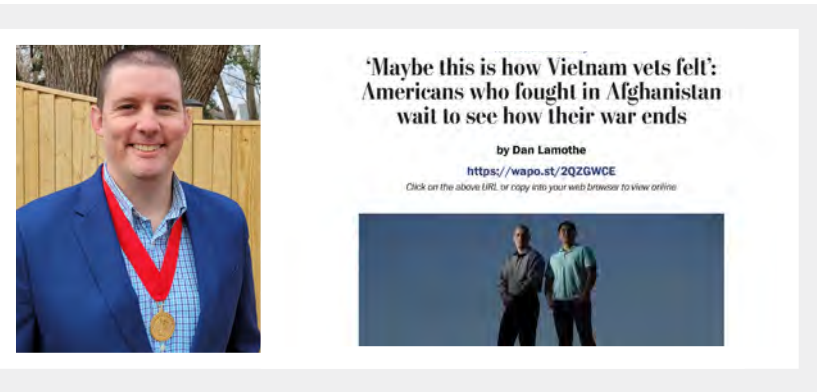 ‘Maybe this is how Vietnam vets felt’:
Americans who fought in Afghanistan
wait to see how their war ends
by Dan Lamothe
https://wapo.st/2QZGWCE
Click on the above URL or copy into your web browser to view online